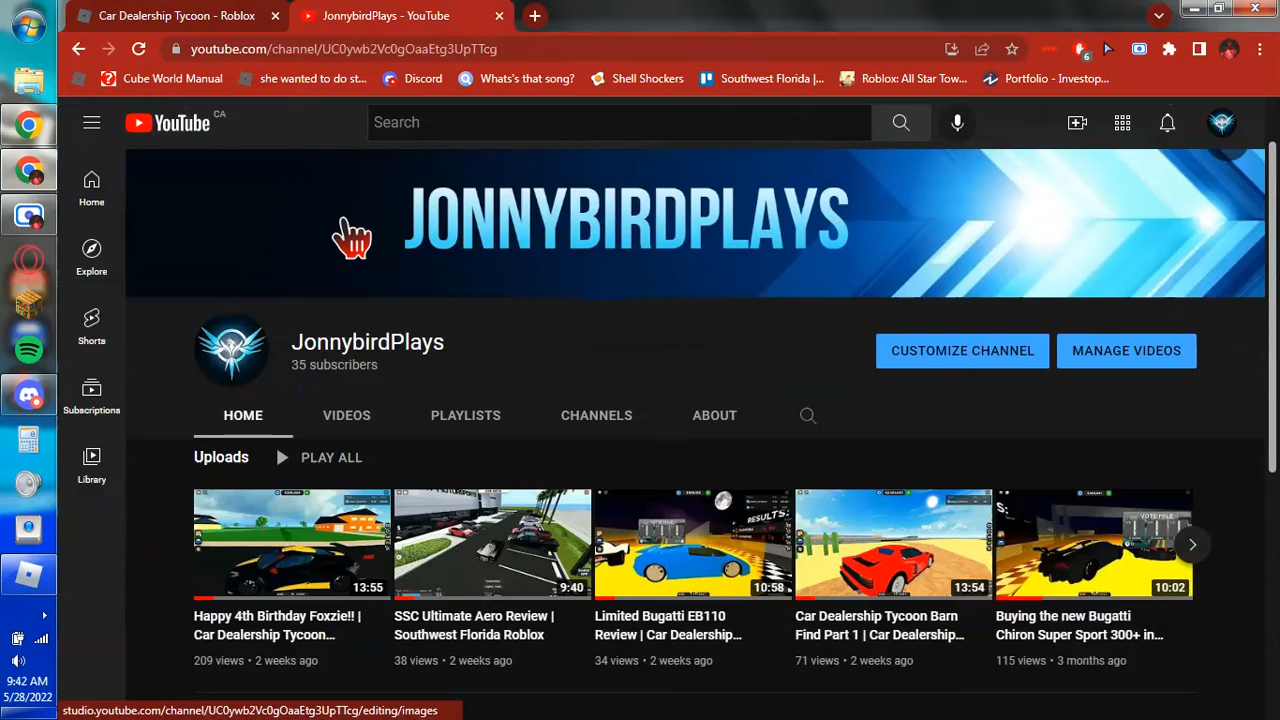 Car Dealership Tycoon - Roblox
JonnybirdPlays - YouTube
youtube.com/channel/UC0ywb2Vc0gOaaEtg3UpTTcg
6
Cube World Manual
she wanted to do st...
Discord
Whats's that song?
Shell Shockers
Southwest Florida |...
Roblox: All Star Tow...
Portfolio - Investop...
YouTube CA
Search
Home
Explore
Shorts
Subscriptions
Library
JONNYBIRDPLAYS
JonnybirdPlays
35 subscribers
CUSTOMIZE CHANNEL
MANAGE VIDEOS
HOME
VIDEOS
PLAYLISTS
CHANNELS
ABOUT
Uploads
PLAY ALL
13:55
Happy 4th Birthday Foxzie!! |
Car Dealership Tycoon...
209 views • 2 weeks ago
9:40
SSC Ultimate Aero Review |
Southwest Florida Roblox
38 views • 2 weeks ago
RESULTS:
10:58
Limited Bugatti EB110
Review | Car Dealership...
34 views • 2 weeks ago
13:54
Car Dealership Tycoon Barn
Find Part 1 | Car Dealership...
71 views • 2 weeks ago
VOTE MILE
10:02
Buying the new Bugatti
Chiron Super Sport 300+ in...
115 views • 3 months ago
9:42 AM
5/28/2022
studio.youtube.com/channel/UC0ywb2Vc0gOaaEtg3UpTTcg/editing/images